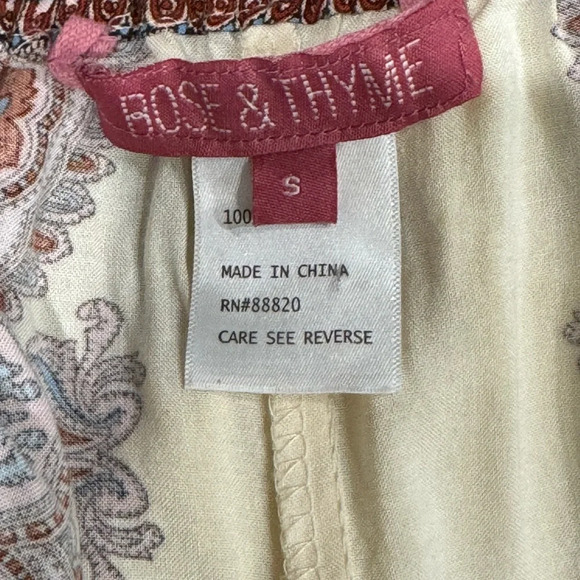 ROSE & THYME
S
100
MADE IN CHINA
RN#88820
CARE SEE REVERSE